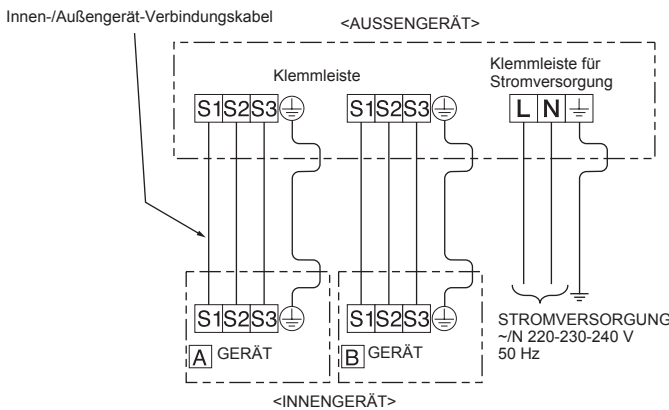 Innen-/Außengerät-Verbindungskabel
<AUSSENGERÄT>
Klemmleiste
Klemmleiste für
Stromversorgung
S1 S2 S3
S1 S2 S3
L N
S1 S2 S3
S1 S2 S3
A GERÄT
B GERÄT
STROMVERSORGUNG
~/N 220-230-240 V
50 Hz
<INNENGERÄT>